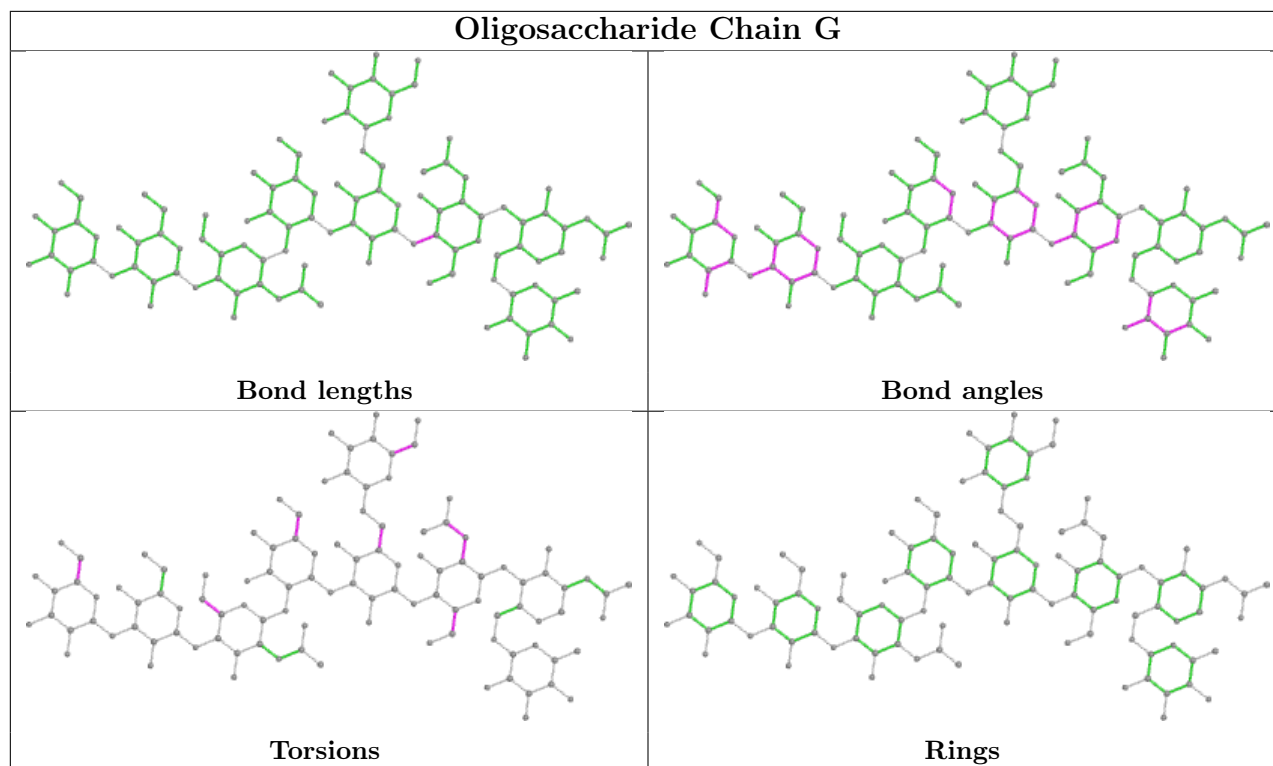 Oligosaccharide Chain G
Bond lengths
Bond angles
Torsions
Rings